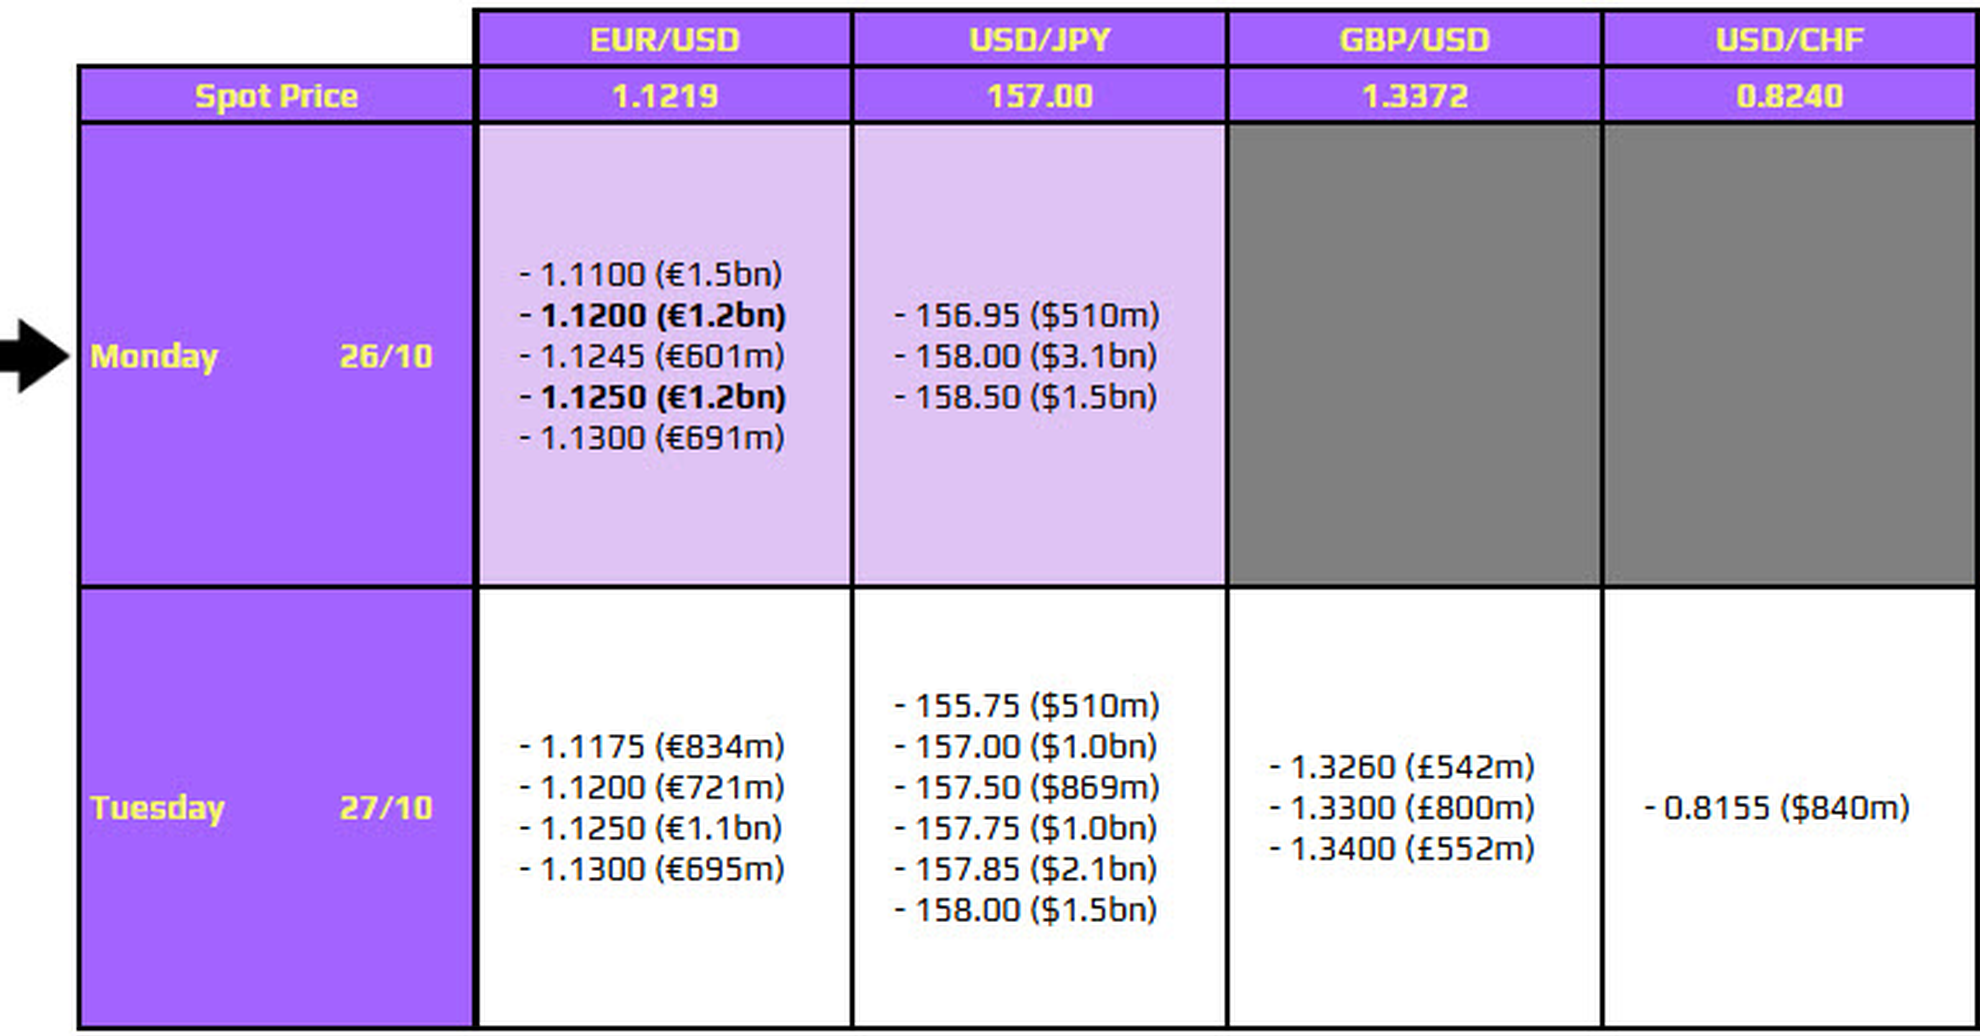 EUR/USD USD/JPY GBP/USD USD/CHF
Spot Price 1.1219 157.00 1.3372 0.8240
Monday 26/10
- 1.1100 (€1.5bn)
- 1.1200 (€1.2bn)
- 1.1245 (€601m)
- 1.1250 (€1.2bn)
- 1.1300 (€691m)
- 156.95 ($510m)
- 158.00 ($3.1bn)
- 158.50 ($1.5bn)
Tuesday 27/10
- 1.1175 (€834m)
- 1.1200 (€721m)
- 1.1250 (€1.1bn)
- 1.1300 (€695m)
- 155.75 ($510m)
- 157.00 ($1.0bn)
- 157.50 ($869m)
- 157.75 ($1.0bn)
- 157.85 ($2.1bn)
- 158.00 ($1.5bn)
- 1.3260 (£542m)
- 1.3300 (£800m)
- 1.3400 (£552m)
- 0.8155 ($840m)